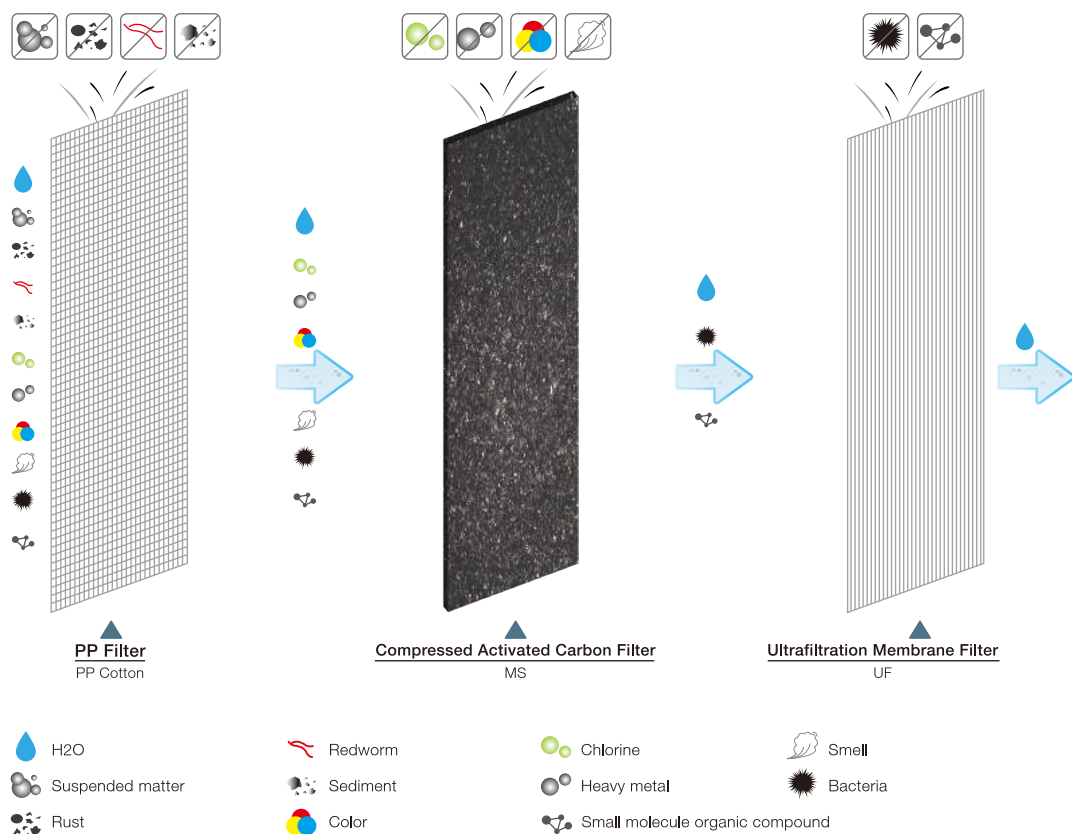 PP Filter
PP Cotton
Compressed Activated Carbon Filter
MS
Ultrafiltration Membrane Filter
UF
H2O
Redworm
Chlorine
Smell
Suspended matter
Sediment
Heavy metal
Bacteria
Rust
Color
Small molecule organic compound